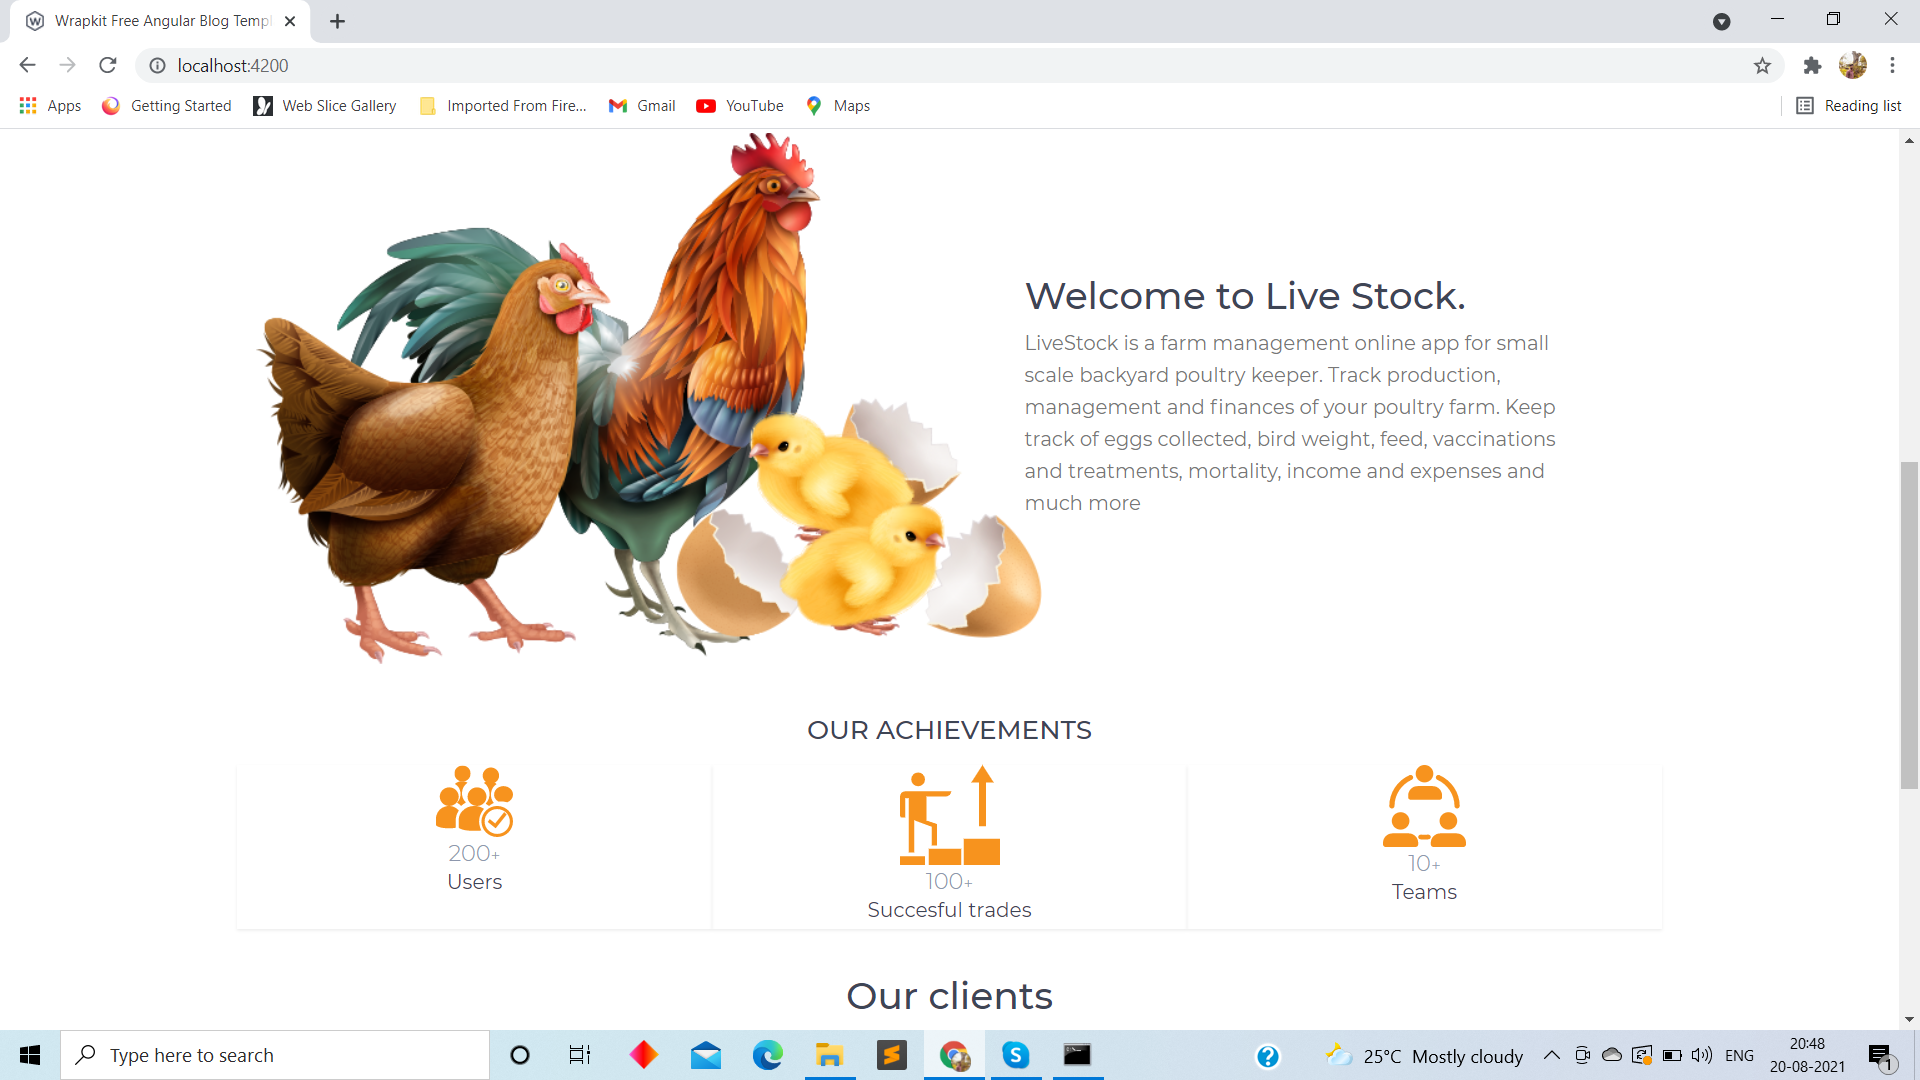 Wrapkit Free Angular Blog Templ
localhost:4200
Apps
Getting Started
Web Slice Gallery
Imported From Fire...
Gmail
YouTube
Maps
Reading list
Welcome to Live Stock.
LiveStock is a farm management online app for small
scale backyard poultry keeper. Track production,
management and finances of your poultry farm. Keep
track of eggs collected, bird weight, feed, vaccinations
and treatments, mortality, income and expenses and
much more
OUR ACHIEVEMENTS
200+
Users
100+
Succesful trades
10+
Teams
Our clients
Type here to search
25°C Mostly cloudy
ENG
20:48
20-08-2021
1